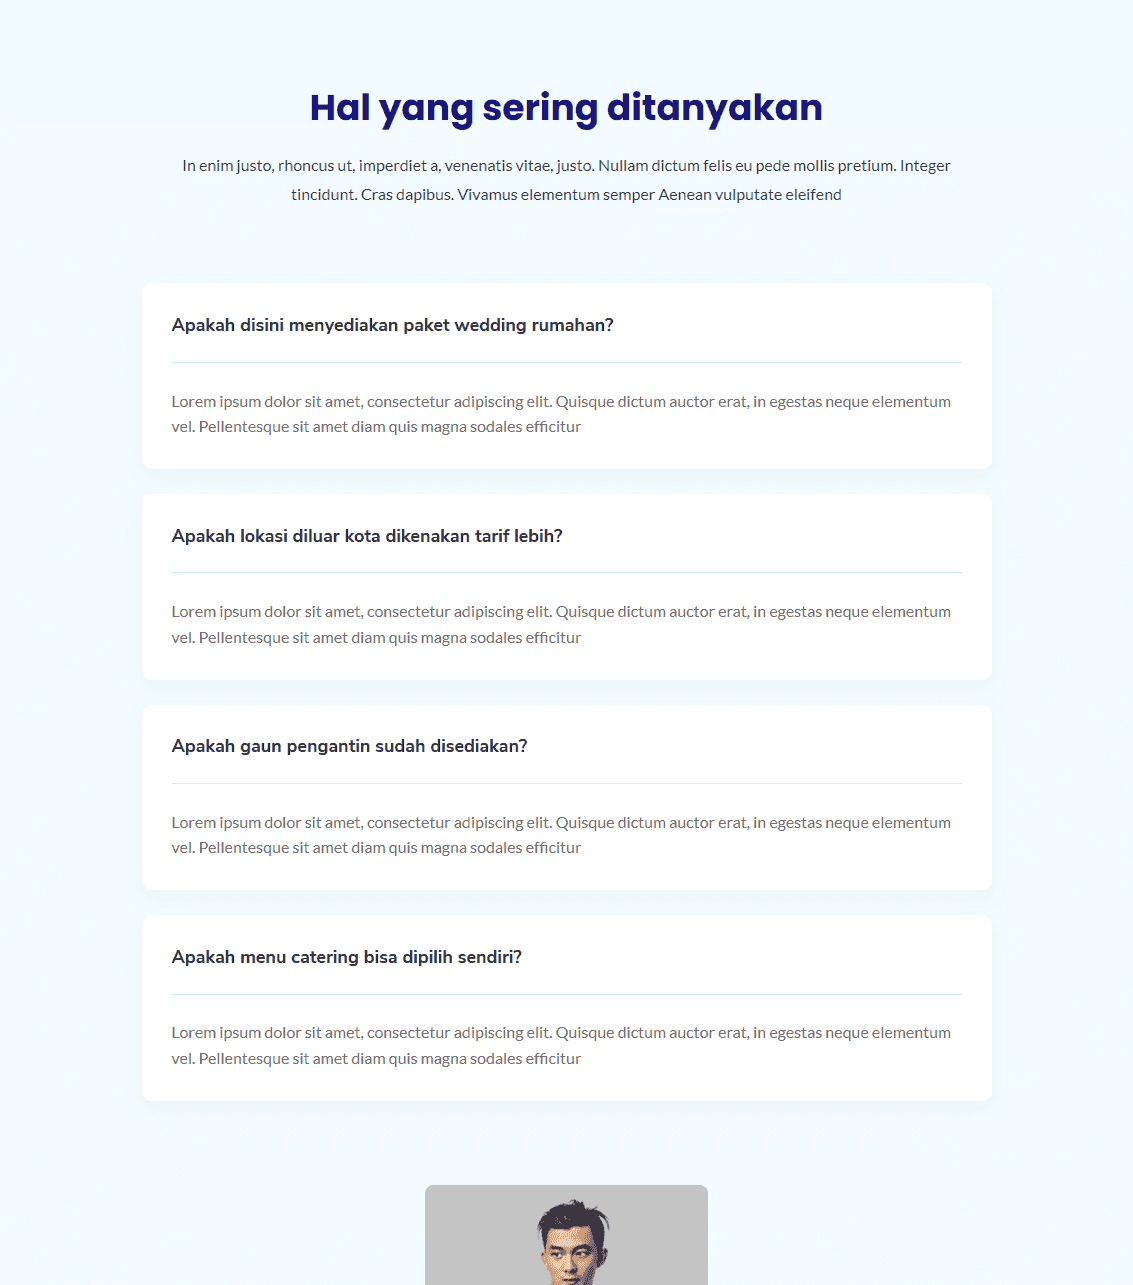 Hal yang sering ditanyakan
In enim justo, rhoncus ut, imperdiet a, venenatis vitae, justo. Nullam dictum felis eu pede mollis pretium. Integer
tincidunt. Cras dapibus. Vivamus elementum semper Aenean vulputate eleifend
Apakah disini menyediakan paket wedding rumahan?
Lorem ipsum dolor sit amet, consectetur adipiscing elit. Quisque dictum auctor erat, in egestas neque elementum
vel. Pellentesque sit amet diam quis magna sodales efficitur
Apakah lokasi diluar kota dikenakan tarif lebih?
Lorem ipsum dolor sit amet, consectetur adipiscing elit. Quisque dictum auctor erat, in egestas neque elementum
vel. Pellentesque sit amet diam quis magna sodales efficitur
Apakah gaun pengantin sudah disediakan?
Lorem ipsum dolor sit amet, consectetur adipiscing elit. Quisque dictum auctor erat, in egestas neque elementum
vel. Pellentesque sit amet diam quis magna sodales efficitur
Apakah menu catering bisa dipilih sendiri?
Lorem ipsum dolor sit amet, consectetur adipiscing elit. Quisque dictum auctor erat, in egestas neque elementum
vel. Pellentesque sit amet diam quis magna sodales efficitur